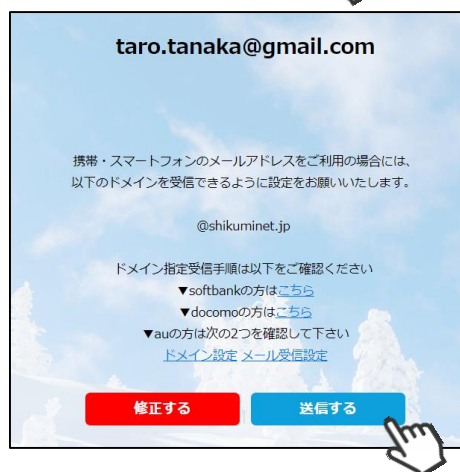 taro.tanaka@gmail.com
携帯・スマートフォンのメールアドレスをご利用の場合には、
以下のドメインを受信できるように設定をお願いいたします。
@shikuminet.jp
ドメイン指定受信手順は以下をご確認ください
▼softbankの方はこちら
▼docomoの方はこちら
▼auの方は次の2つを確認して下さい
ドメイン設定 メール受信設定
修正する 送信する